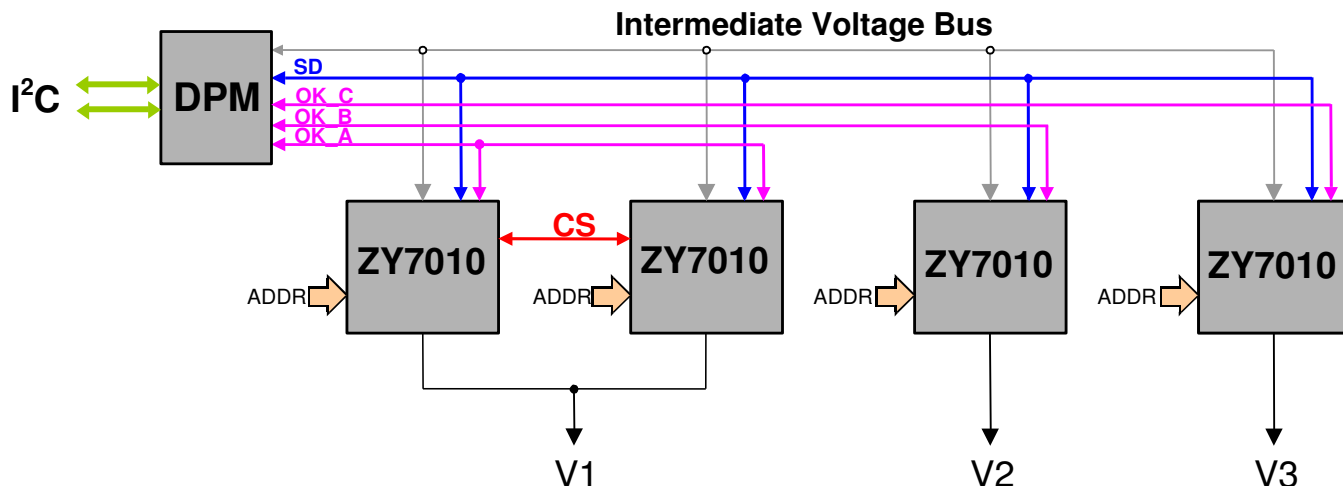 Intermediate Voltage Bus
I²C
DPM
SD
OK_C
OK_B
OK_A
CS
ZY7010
ZY7010
ZY7010
ZY7010
ADDR
ADDR
ADDR
ADDR
V1
V2
V3